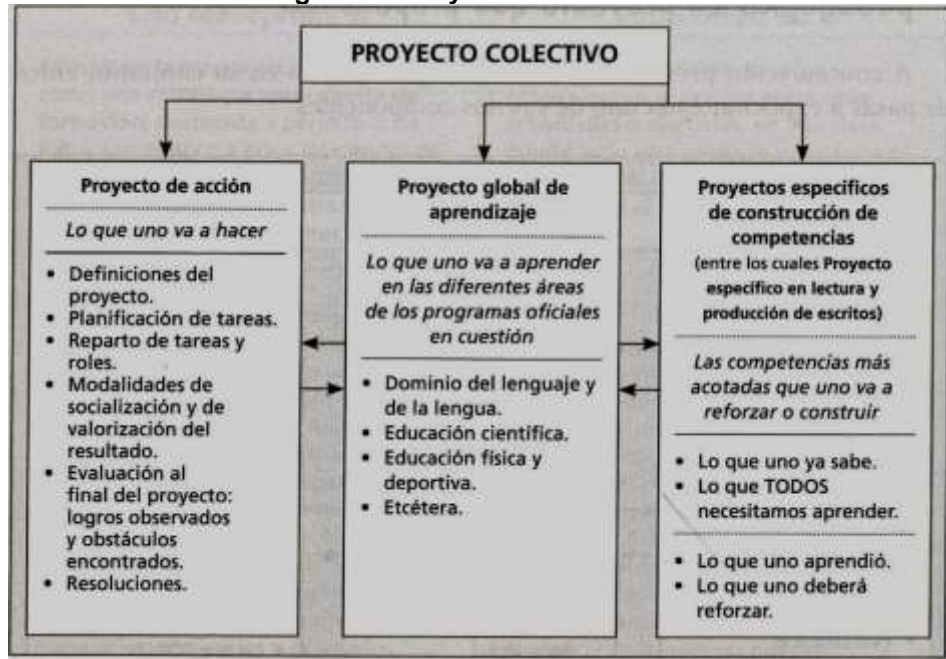 PROYECTO COLECTIVO
Proyecto de acción
Lo que uno va a hacer
• Definiciones del
proyecto.
• Planificación de tareas.
• Reparto de tareas y
roles.
• Modalidades de
socialización y de
valorización del
resultado.
• Evaluación al
final del proyecto:
logros observados
y obstáculos
encontrados.
• Resoluciones.
Proyecto global de
aprendizaje
Lo que uno va a aprender
en las diferentes áreas
de los programas oficiales
en cuestión
• Dominio del lenguaje y
de la lengua.
• Educación científica.
• Educación física y
deportiva.
• Etcétera.
Proyectos específicos
de construcción de
competencias
(entre los cuales Proyecto
específico en lectura y
producción de escritos)
Las competencias más
acotadas que uno va a
reforzar o construir
• Lo que uno ya sabe.
• Lo que TODOS
necesitamos aprender.
• Lo que uno aprendió.
• Lo que uno deberá
reforzar.